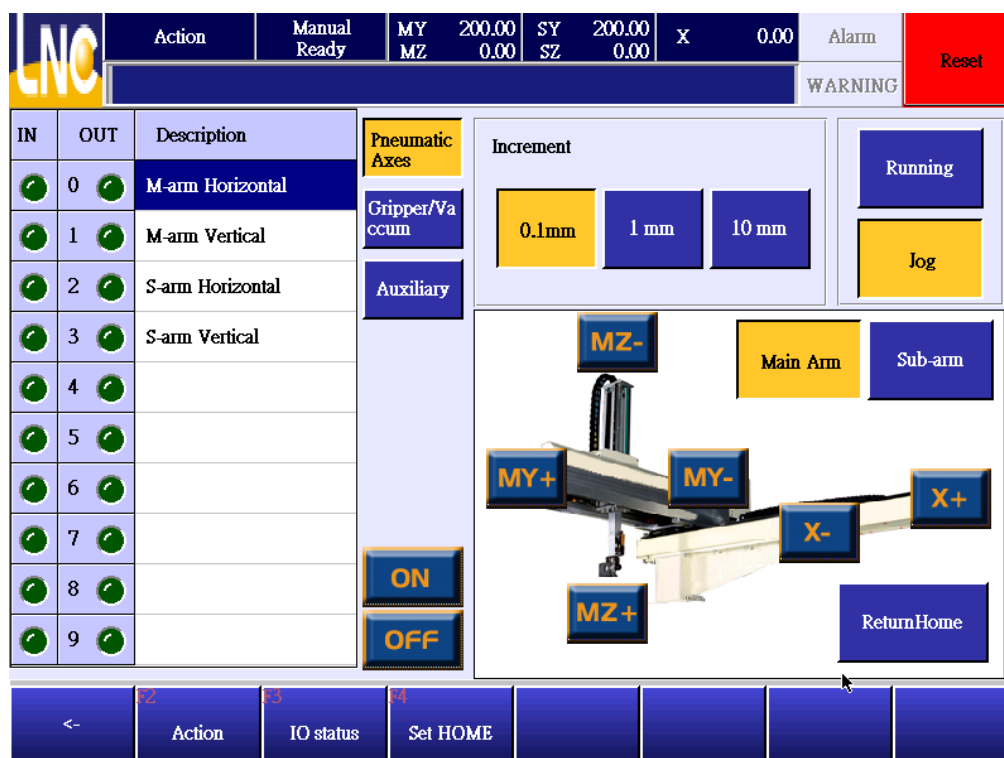 LNC
Action
Manual
Ready
MY 200.00
MZ 0.00
SY 200.00
SZ 0.00
X 0.00
Alarm
WARNING
Reset
IN OUT Description
0 M-arm Horizontal
1 M-arm Vertical
2 S-arm Horizontal
3 S-arm Vertical
4
5
6
7
8
9
Pneumatic
Axes
Gripper/Va
ccum
Auxiliary
ON
OFF
Increment
0.1mm 1 mm 10 mm
Running
Jog
MZ-
Main Arm Sub-arm
MY+ MY-
X+
X-
MZ+
ReturnHome
<-
F2
Action
F3
IO status
F4
Set HOME